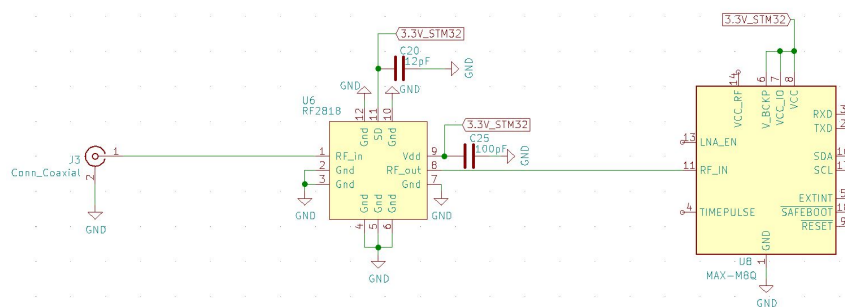 3.3V_STM32
3.3V_STM32
C20
12pF
GND
GND
GND
U6
RF2818
12
11
10
Gnd
SD
Gnd
14
6
7
8
VCC_RF
V_BCKP
VCC_IO
VCC
RXD
TXD
3.3V_STM32
C25
100pF
GND
13
LNA_EN
J3
Conn_Coaxial
1
2
GND
1
RF_in
2
Gnd
3
Gnd
Vdd
9
RF_out
8
Gnd
7
GND
GND
Gnd
Gnd
Gnd
4
5
6
GND
11
RF_IN
SDA
SCL
EXTINT
5
4
TIMEPULSE
SAFEBOOT
RESET
9
GND
1
U8
MAX-M8Q
GND